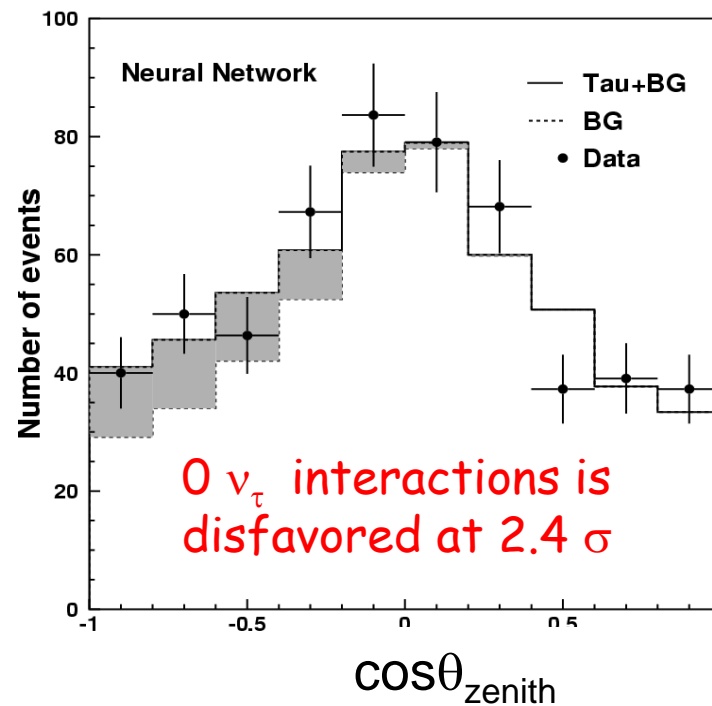 100
80
60
40
20
0
Number of events
Neural Network
Tau+BG
BG
Data
0 ντ interactions is
disfavored at 2.4 σ
-1
-0.5
0
0.5
cosθzenith